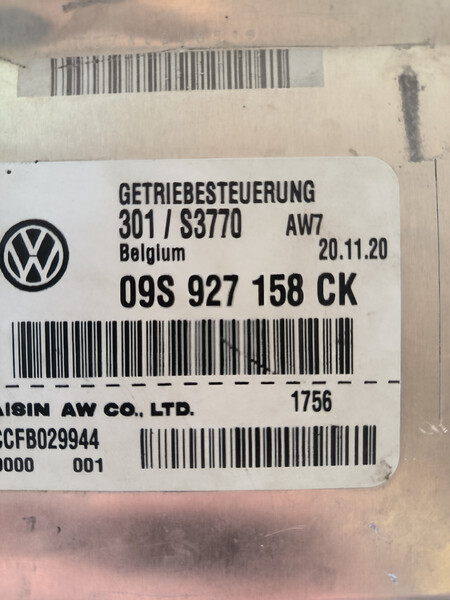 GETRIEBESTEUERUNG
301 / S3770 AW7
Belgium 20.11.20
09S 927 158 CK
AISIN AW CO., LTD. 1756
CCFB029944
0000 001